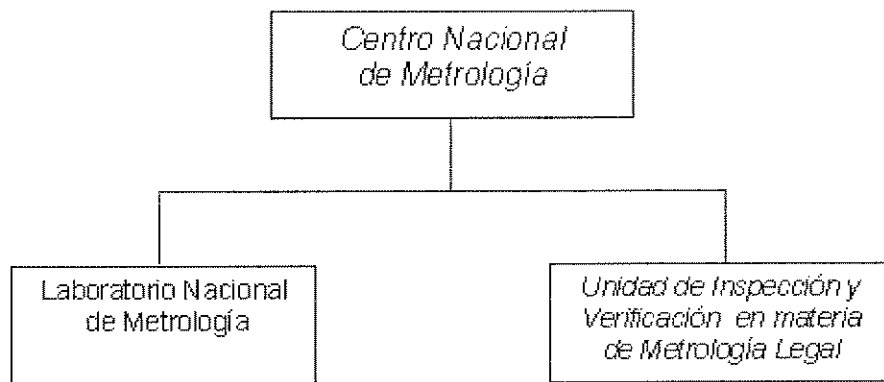 Centro Nacional
de Metrología
Laboratorio Nacional
de Metrología
Unidad de Inspección y
Verificación en materia
de Metrología Legal